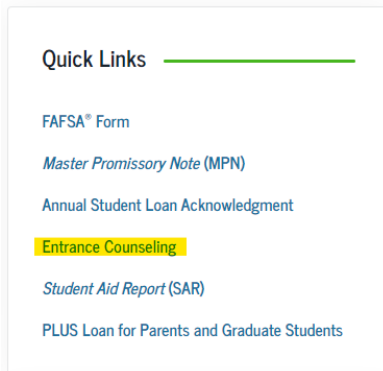 Quick Links
FAFSA® Form
Master Promissory Note (MPN)
Annual Student Loan Acknowledgment
Entrance Counseling
Student Aid Report (SAR)
PLUS Loan for Parents and Graduate Students